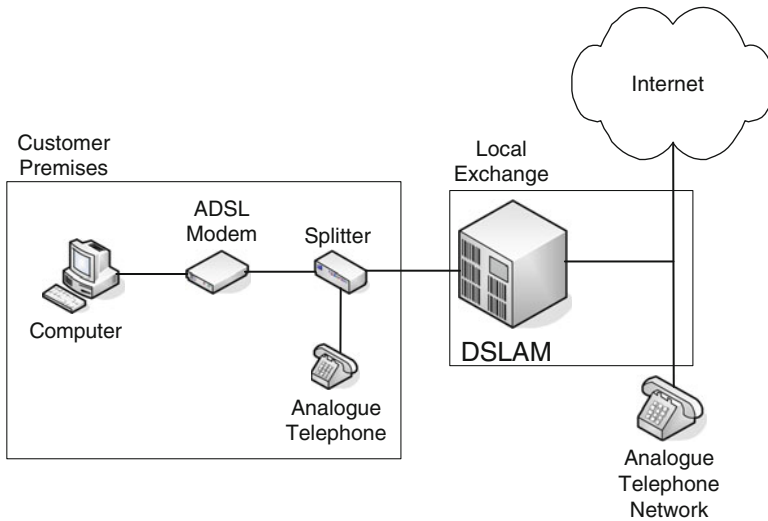 Internet
Customer
Premises
Local
Exchange
ADSL
Modem
Splitter
Computer
DSLAM
Analogue
Telephone
Analogue
Telephone
Network